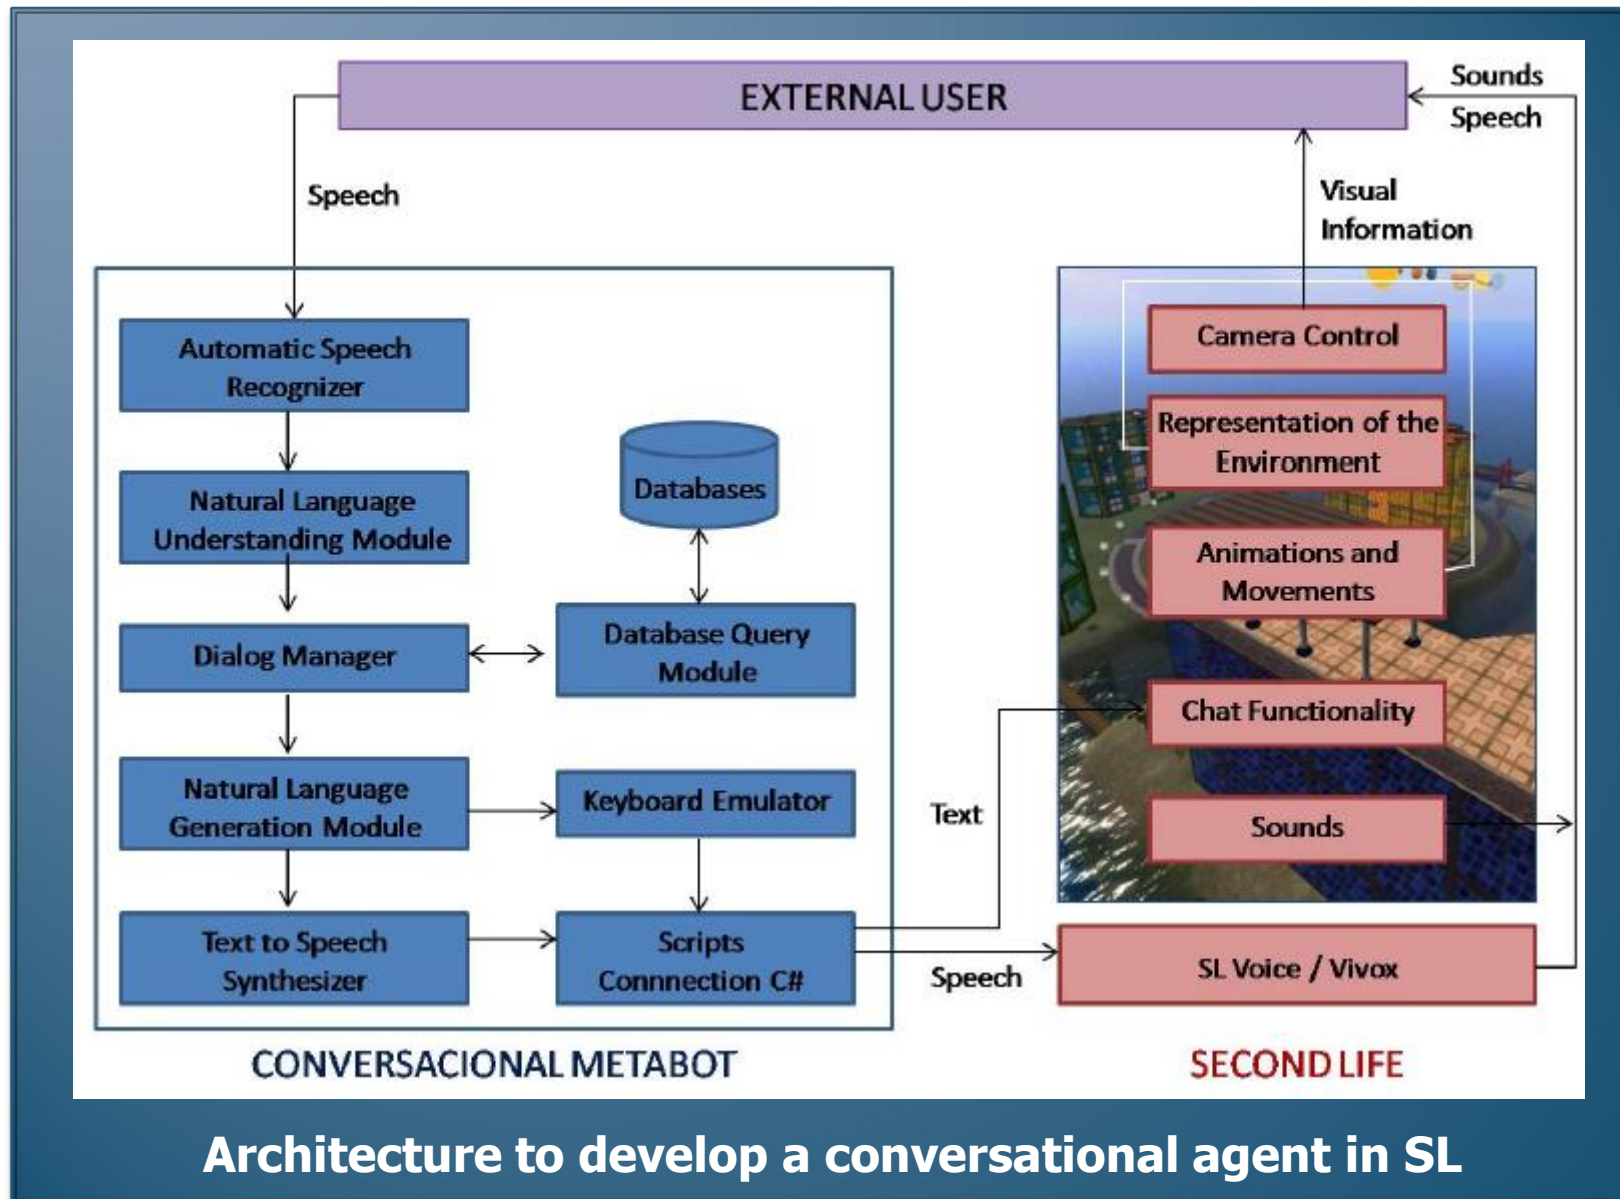 EXTERNAL USER
Sounds
Speech
Speech
Visual
Information
Automatic Speech
Recognizer
Natural Language
Understanding Module
Databases
Dialog Manager
Database Query
Module
Natural Language
Generation Module
Keyboard Emulator
Text to Speech
Synthesizer
Scripts
Connnection C#
Text
Speech
Camera Control
Representation of the
Environment
Animations and
Movements
Chat Functionality
Sounds
SL Voice / Vivox
CONVERSACIONAL METABOT
SECOND LIFE
Architecture to develop a conversational agent in SL